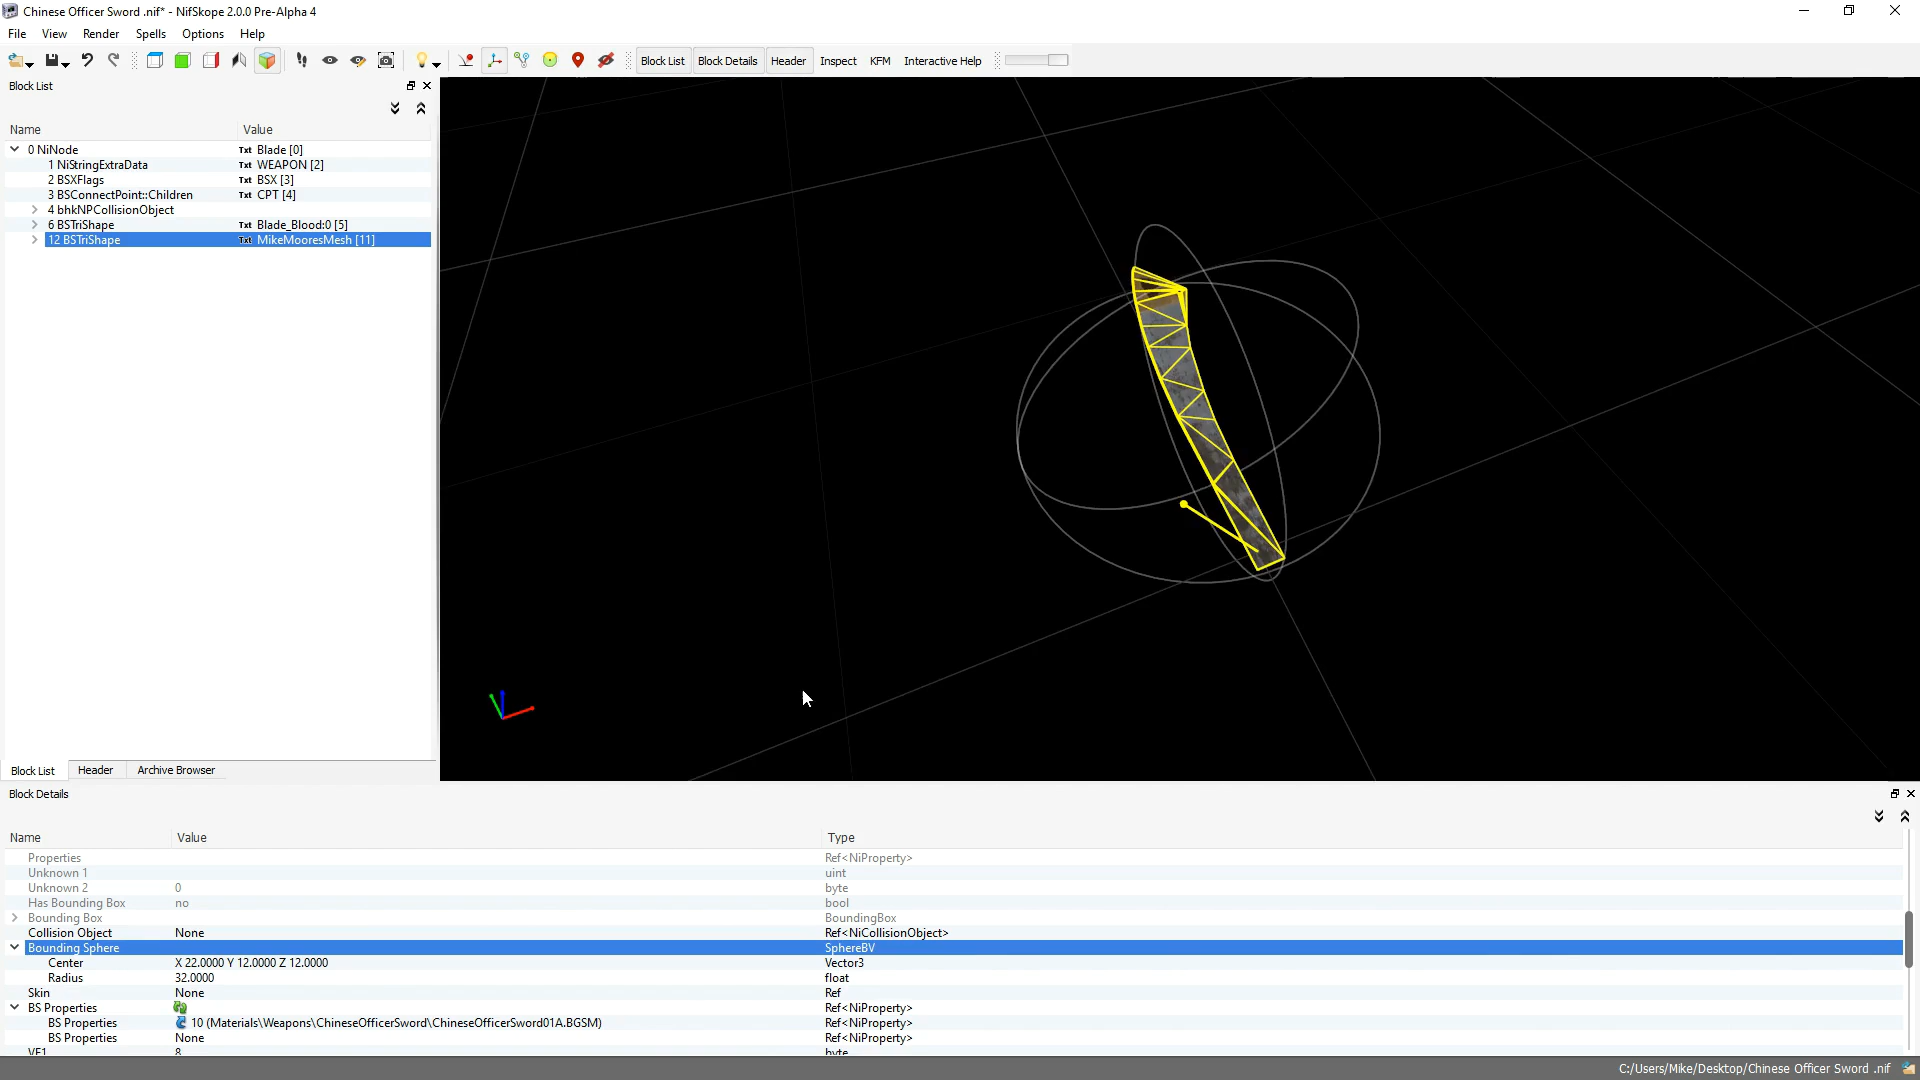 Chinese Officer Sword .nif* - NifSkope 2.0.0 Pre-Alpha 4
File View Render Spells Options Help
Block List Block Details Header Inspect KFM Interactive Help
Block List
Name Value
0 NiNode Txt Blade [0]
1 NiStringExtraData Txt WEAPON [2]
2 BSXFlags Txt BSX [3]
3 BSConnectPoint::Children Txt CPT [4]
4 bhkNPCollisionObject
6 BSTriShape Txt Blade_Blood:0 [5]
12 BSTriShape Txt MikeMooresMesh [11]
Block List Header Archive Browser
Block Details
Name Value Type
Properties Ref<NiProperty>
Unknown 1 uint
Unknown 2 0 byte
Has Bounding Box no bool
Bounding Box BoundingBox
Collision Object None Ref<NiCollisionObject>
Bounding Sphere SphereBV
Center X 22.0000 Y 12.0000 Z 12.0000 Vector3
Radius 32.0000 float
Skin None Ref
BS Properties Ref<NiProperty>
BS Properties 10 (Materials\Weapons\ChineseOfficerSword\ChineseOfficerSword01A.BGSM) Ref<NiProperty>
BS Properties None Ref<NiProperty>
VF1 8 byte
C:/Users/Mike/Desktop/Chinese Officer Sword .nif